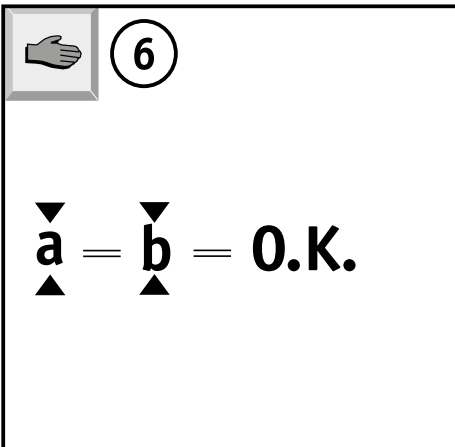 6
a = b = O.K.